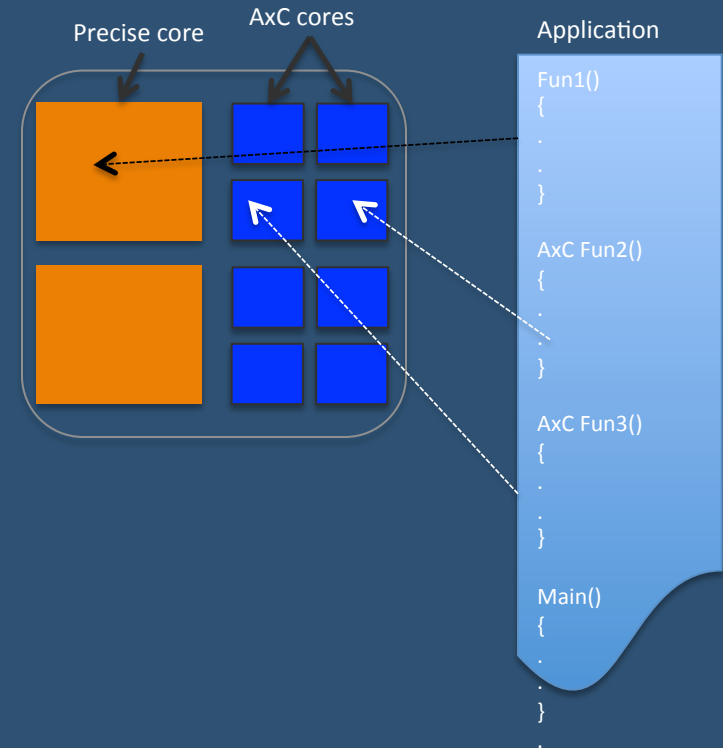 Precise core
AxC cores
Application
Fun1()
{
.
.
}
AxC Fun2()
{
.
.
}
AxC Fun3()
{
.
.
}
Main()
{
.
.
}
.